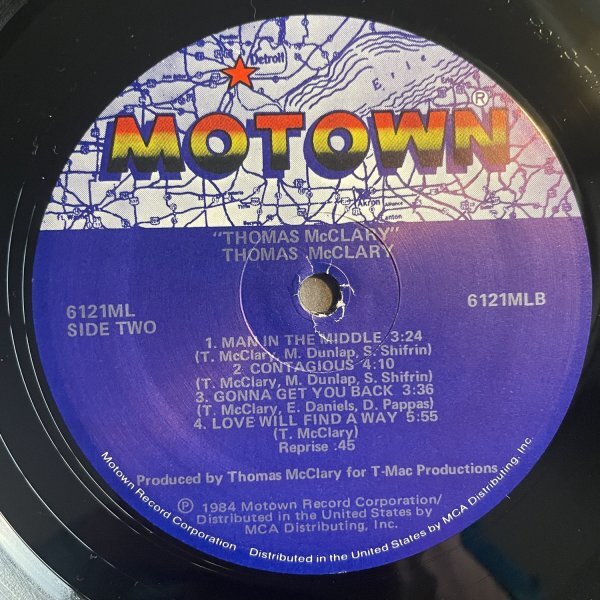 Detroit
Erie
MOTOWN®
Akron
Canton
"THOMAS McCLARY"
THOMAS McCLARY
6121ML
SIDE TWO
6121MLB
1. MAN IN THE MIDDLE 3:24
(T. McClary, M. Dunlap, S. Shifrin)
2 CONTAGIOUS 4:10
(T. McClary, M. Dunlap, S. Shifrin)
3. GONNA GET YOU BACK 3:36
(T. McClary, E. Daniels, D. Pappas)
4. LOVE WILL FIND A WAY 5:55
(T. McClary)
Reprise .45
Produced by Thomas McClary for T-Mac Productions
Ⓟ 1984 Motown Record Corporation/
Distributed in the United States by
MCA Distributing, Inc.
Motown Record Corporation Distributed in the United States by MCA Distributing, Inc.